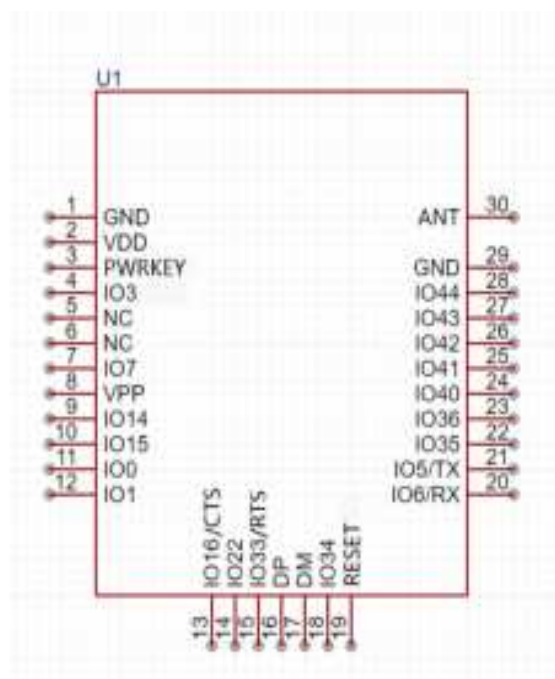 U1
1 GND
2 VDD
3 PWRKEY
4 IO3
5 NC
6 NC
7 IO7
8 VPP
9 IO14
10 IO15
11 IO0
12 IO1
13 IO16/CTS
14 IO22
15 IO33/RTS
16 DP
17 DM
18 IO34
19 RESET
ANT 30
GND 29
IO44 28
IO43 27
IO42 26
IO41 25
IO40 24
IO36 23
IO35 22
IO5/TX 21
IO6/RX 20